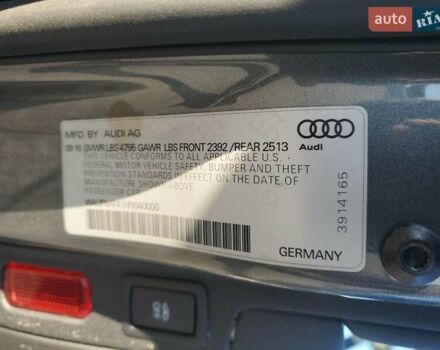 auto RIA
MFD. BY AUDI AG
08-16 GVWR LBS 4795 GAWR LBS FRONT 2392 / REAR 2513
THIS VEHICLE CONFORMS TO ALL APPLICABLE U.S.
FEDERAL MOTOR VEHICLE SAFETY, BUMPER AND THEFT
PREVENTION STANDARDS IN EFFECT ON THE DATE OF
MANUFACTURE SHOWN ABOVE.
PASSENGER CAR
Audi
3914165
GERMANY